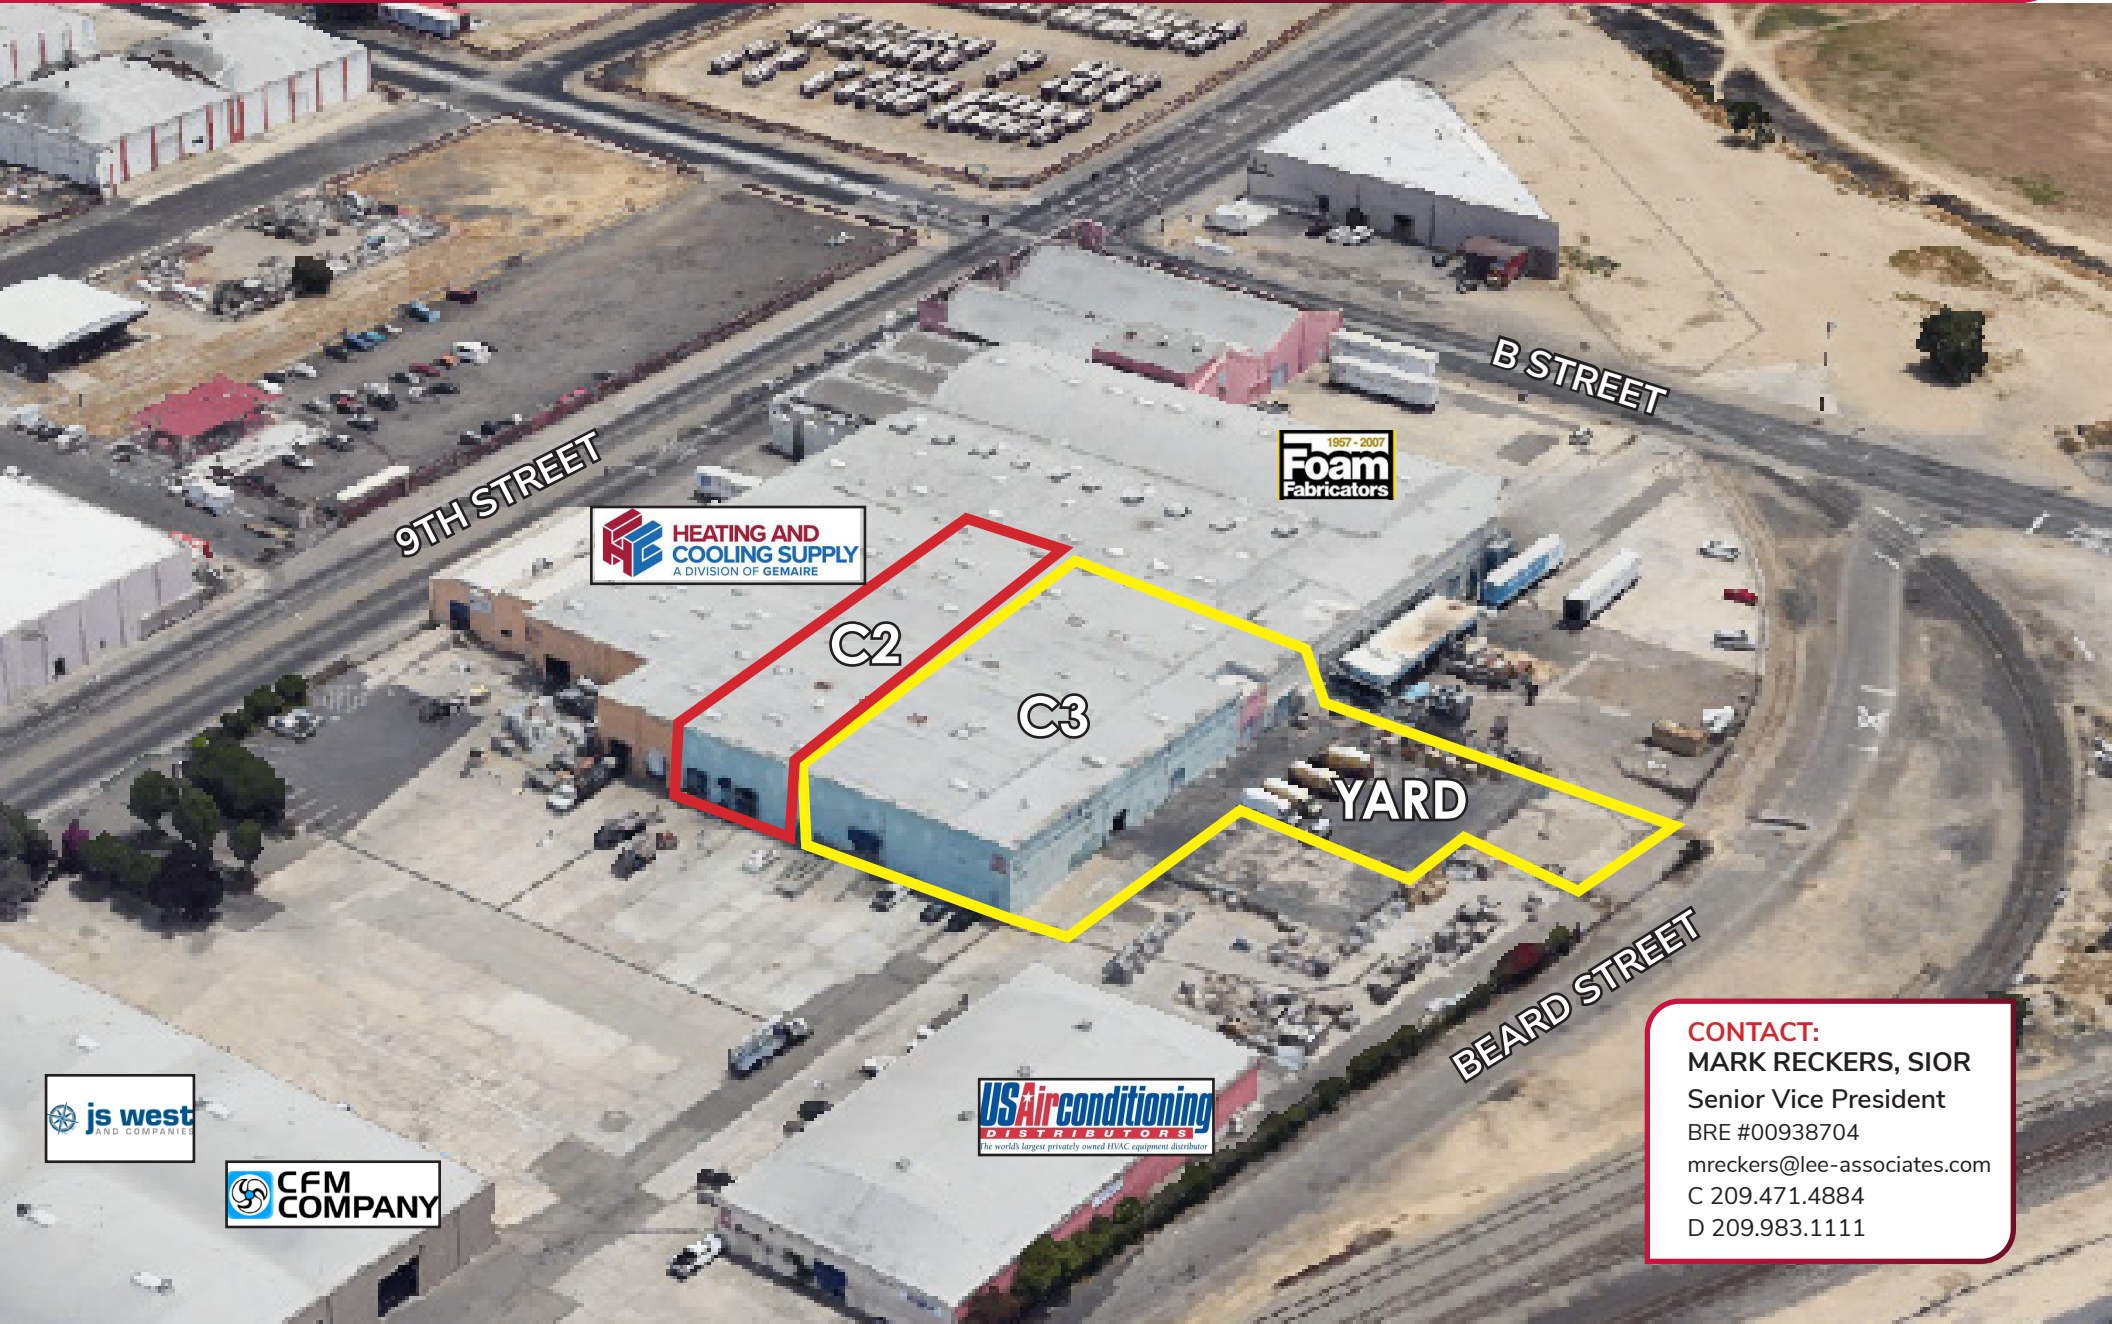 B STREET
1957 - 2007
Foam
Fabricators
9TH STREET
HEATING AND
COOLING SUPPLY
A DIVISION OF GEMAIRE
C2
C3
YARD
BEARD STREET
CONTACT:
MARK RECKERS, SIOR
Senior Vice President
BRE #00938704
mreckers@lee-associates.com
C 209.471.4884
D 209.983.1111
js west
AND COMPANIES
USAirconditioning
DISTRIBUTORS
The world's largest privately owned HVAC equipment distributor
CFM
COMPANY